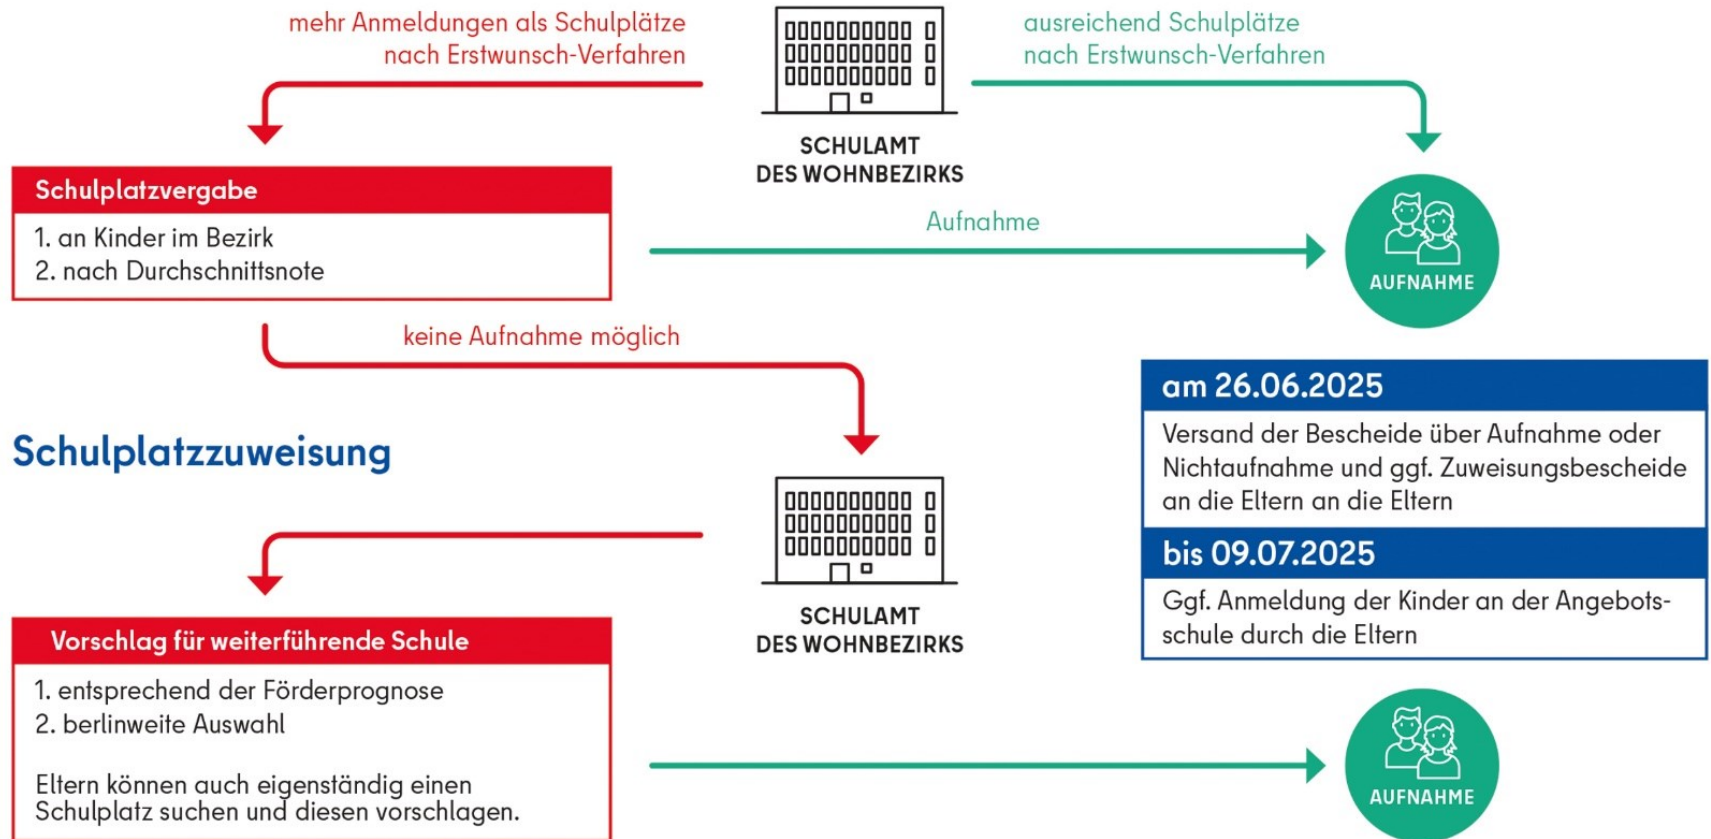 mehr Anmeldungen als Schulplätze
nach Erstwunsch-Verfahren
ausreichend Schulplätze
nach Erstwunsch-Verfahren
SCHULAMT
DES WOHNBEZIRKS
Schulplatzvergabe
1. an Kinder im Bezirk
2. nach Durchschnittsnote
Aufnahme
AUFNAHME
keine Aufnahme möglich
am 26.06.2025
Versand der Bescheide über Aufnahme oder
Nichtaufnahme und ggf. Zuweisungsbescheide
an die Eltern an die Eltern
bis 09.07.2025
Ggf. Anmeldung der Kinder an der Angebots-
schule durch die Eltern
Schulplatzzuweisung
SCHULAMT
DES WOHNBEZIRKS
Vorschlag für weiterführende Schule
1. entsprechend der Förderprognose
2. berlinweite Auswahl
Eltern können auch eigenständig einen
Schulplatz suchen und diesen vorschlagen.
AUFNAHME